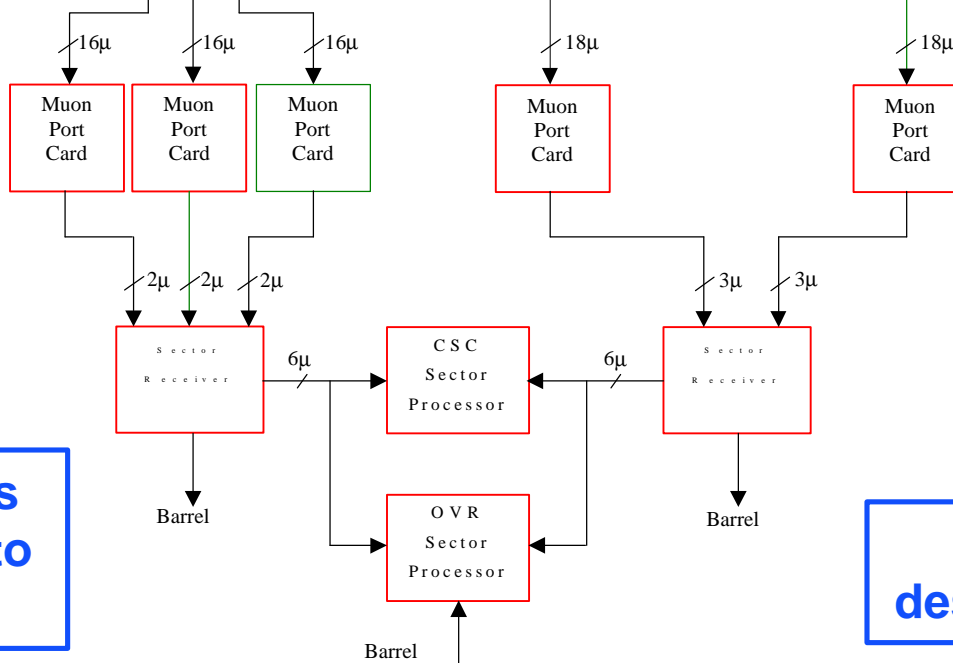 16μ
16μ
16μ
18μ
18μ
Muon
Port
Card
Muon
Port
Card
Muon
Port
Card
Muon
Port
Card
Muon
Port
Card
2μ
2μ
2μ
3μ
3μ
Sector
Receiver
6μ
CSC
Sector
Processor
6μ
Sector
Receiver
Barrel
OVR
Sector
Processor
Barrel
Barrel